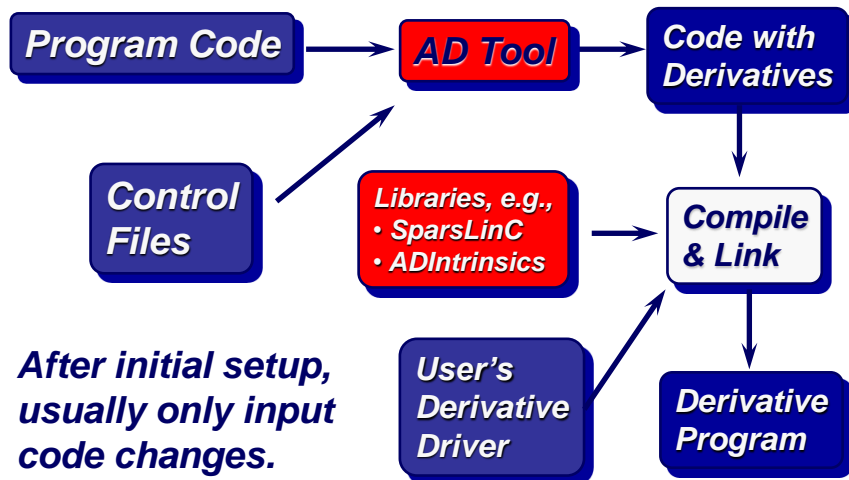 Program Code
AD Tool
Code with
Derivatives
Control
Files
Libraries, e.g.,
• SparsLinC
• ADIntrinsics
Compile
& Link
After initial setup,
usually only input
code changes.
User's
Derivative
Driver
Derivative
Program